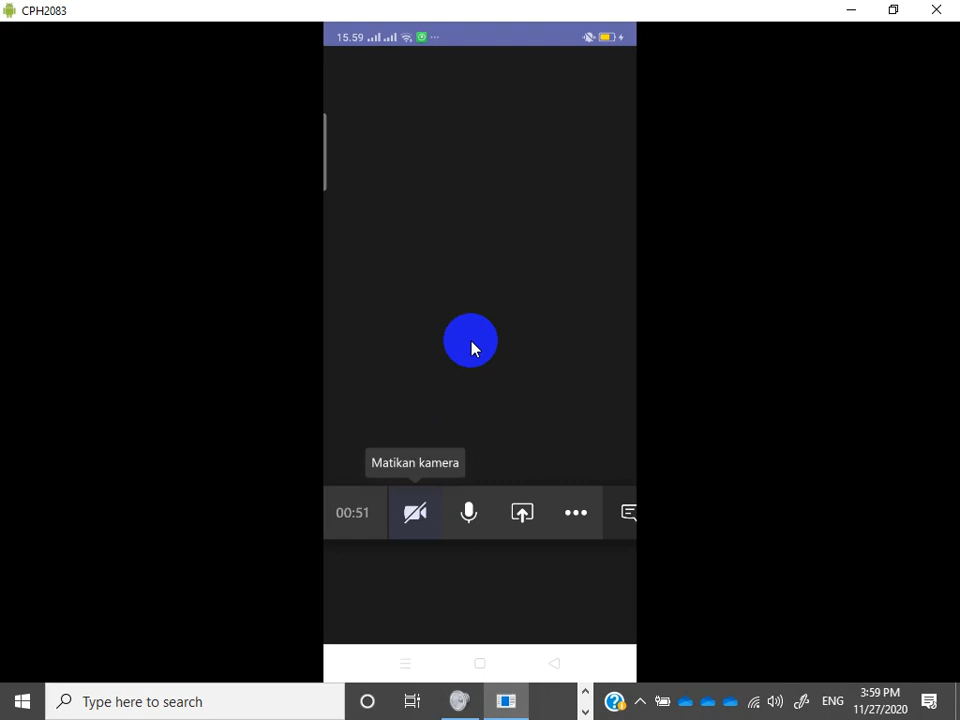 CPH2083
15.59
Matikan kamera
00:51
Type here to search
ENG
3:59 PM
11/27/2020